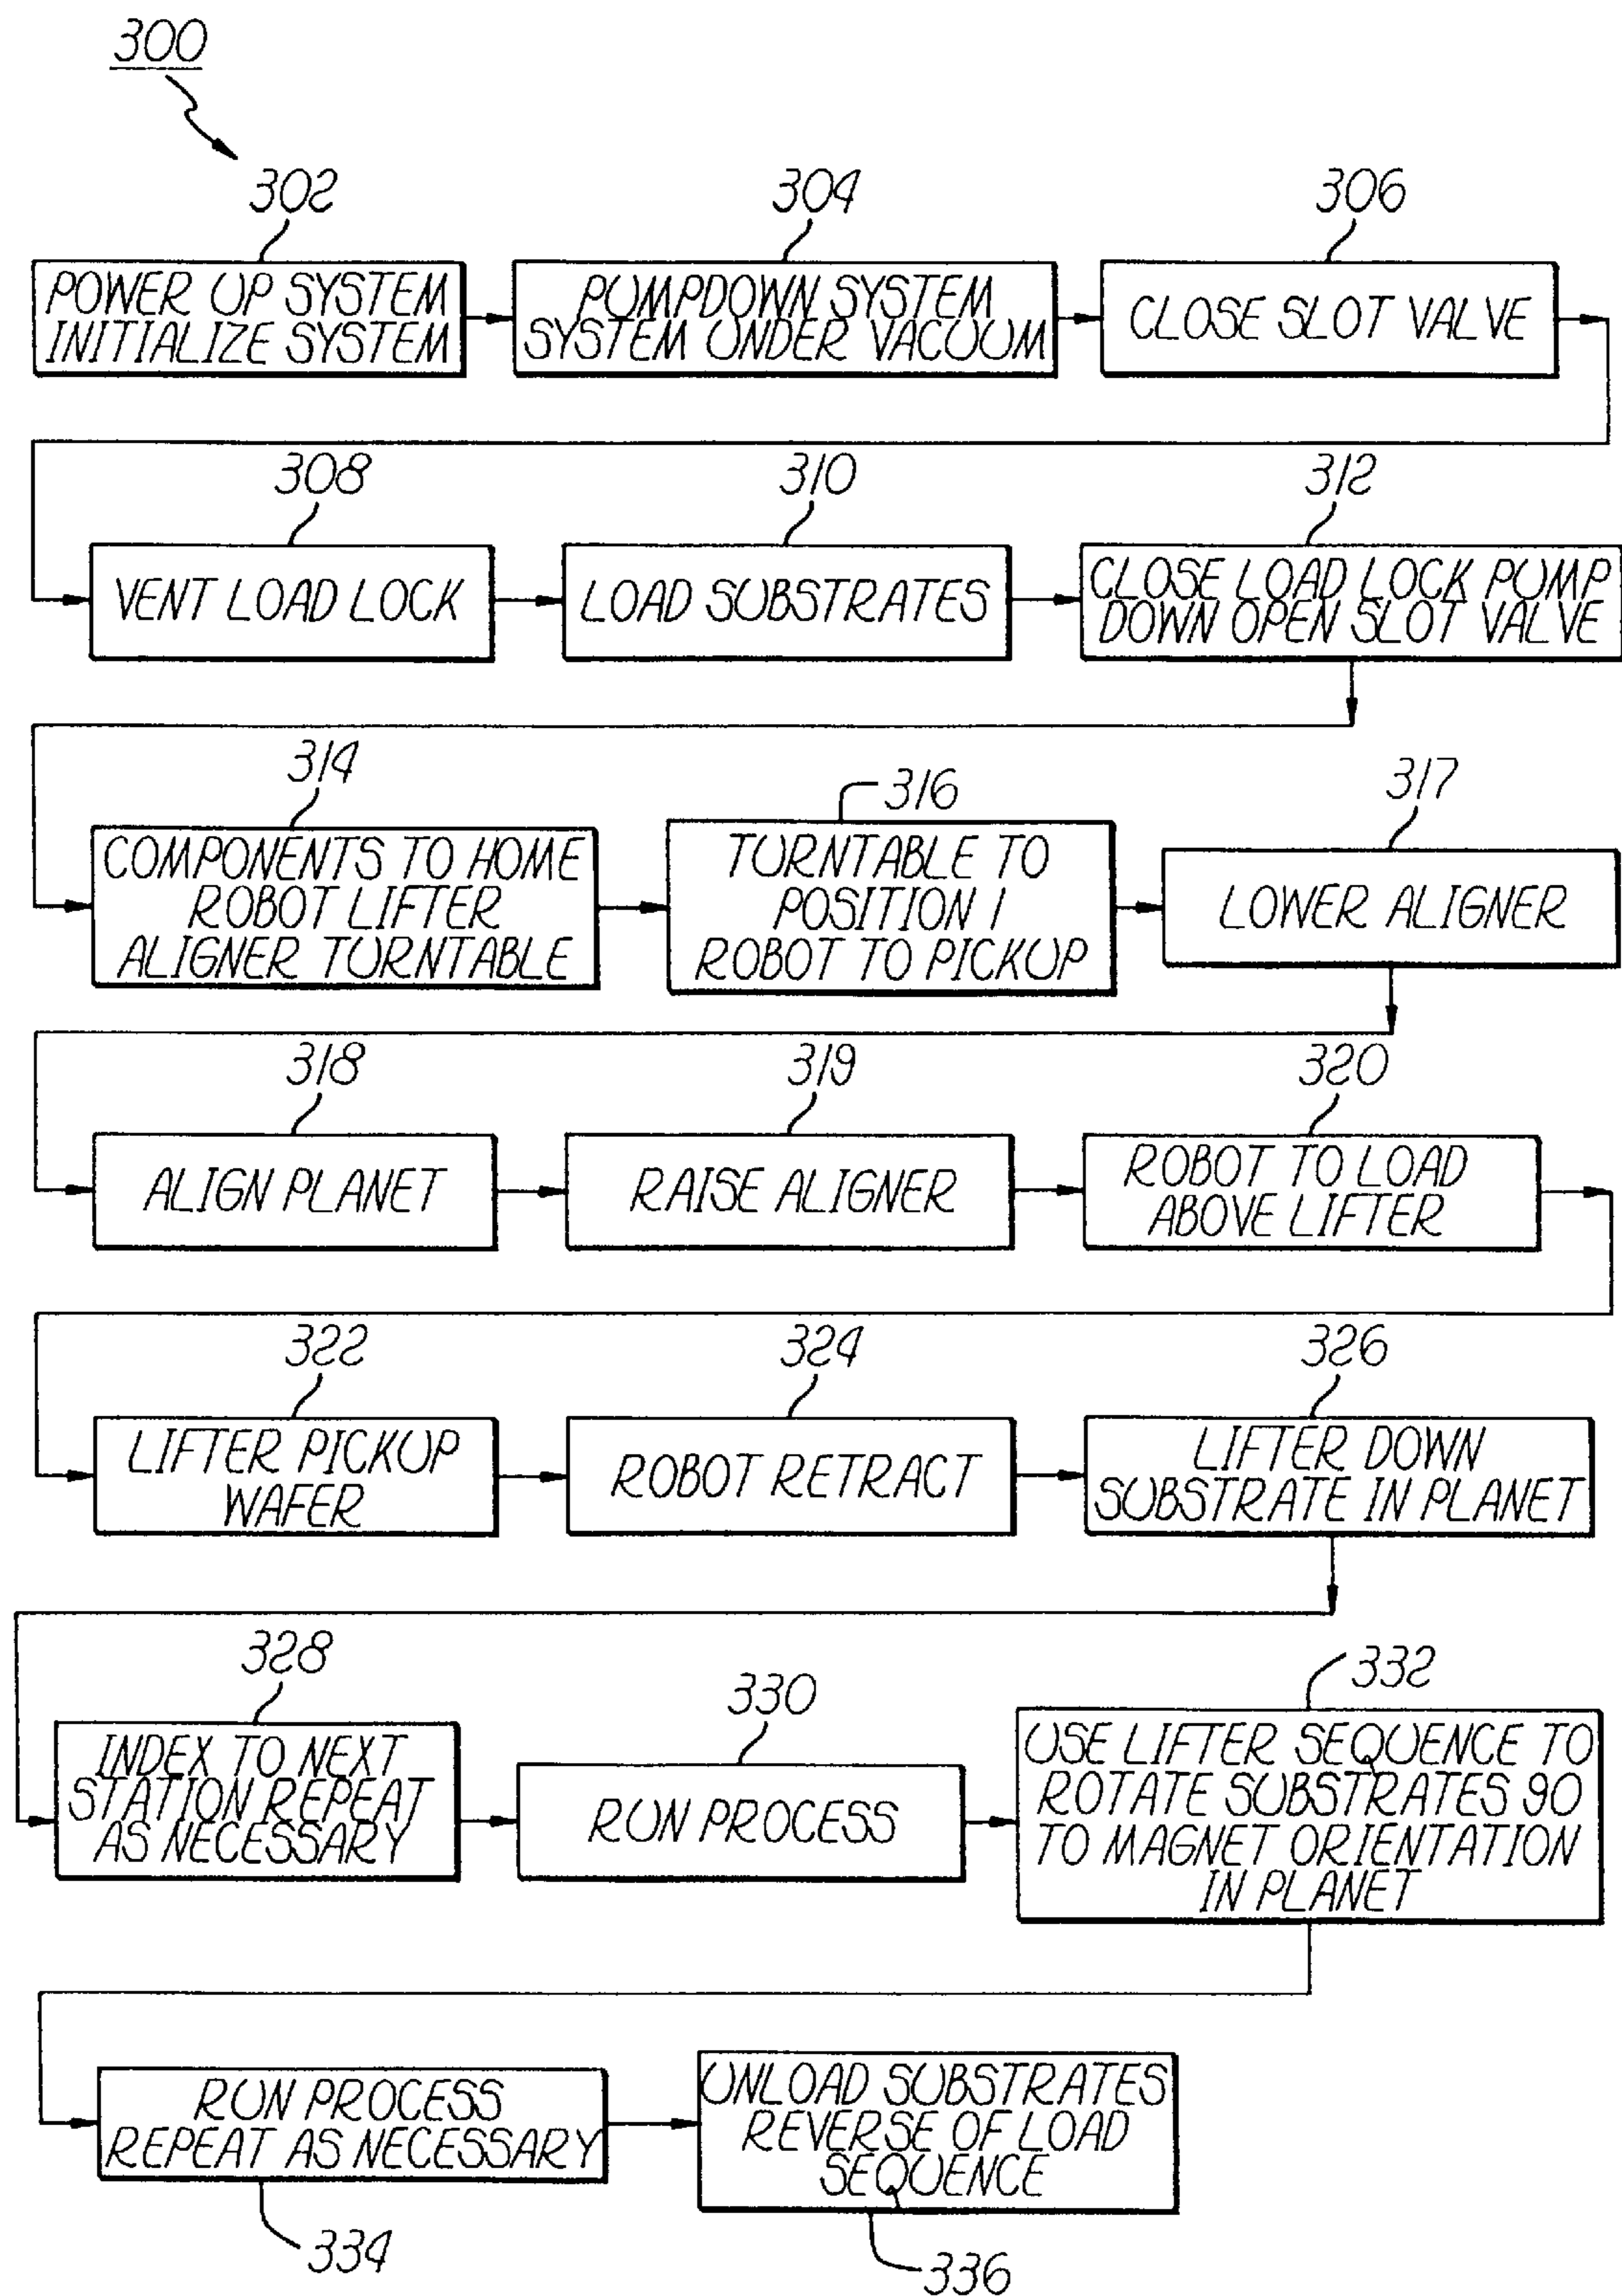 300
302
304
306
POWER UP SYSTEM
INITIALIZE SYSTEM
PUMPDOWN SYSTEM
SYSTEM UNDER VACUUM
CLOSE SLOT VALVE
308
310
312
VENT LOAD LOCK
LOAD SUBSTRATES
CLOSE LOAD LOCK PUMP
DOWN OPEN SLOT VALVE
314
316
317
COMPONENTS TO HOME
ROBOT LIFTER
ALIGNER TURNTABLE
TURNTABLE TO
POSITION 1
ROBOT TO PICKUP
LOWER ALIGNER
318
319
320
ALIGN PLANET
RAISE ALIGNER
ROBOT TO LOAD
ABOVE LIFTER
322
324
326
LIFTER PICKUP
WAFER
ROBOT RETRACT
LIFTER DOWN
SUBSTRATE IN PLANET
328
330
332
INDEX TO NEXT
STATION REPEAT
AS NECESSARY
RUN PROCESS
USE LIFTER SEQUENCE TO
ROTATE SUBSTRATES 90
TO MAGNET ORIENTATION
IN PLANET
RUN PROCESS
REPEAT AS NECESSARY
UNLOAD SUBSTRATES
REVERSE OF LOAD
SEQUENCE
334
336